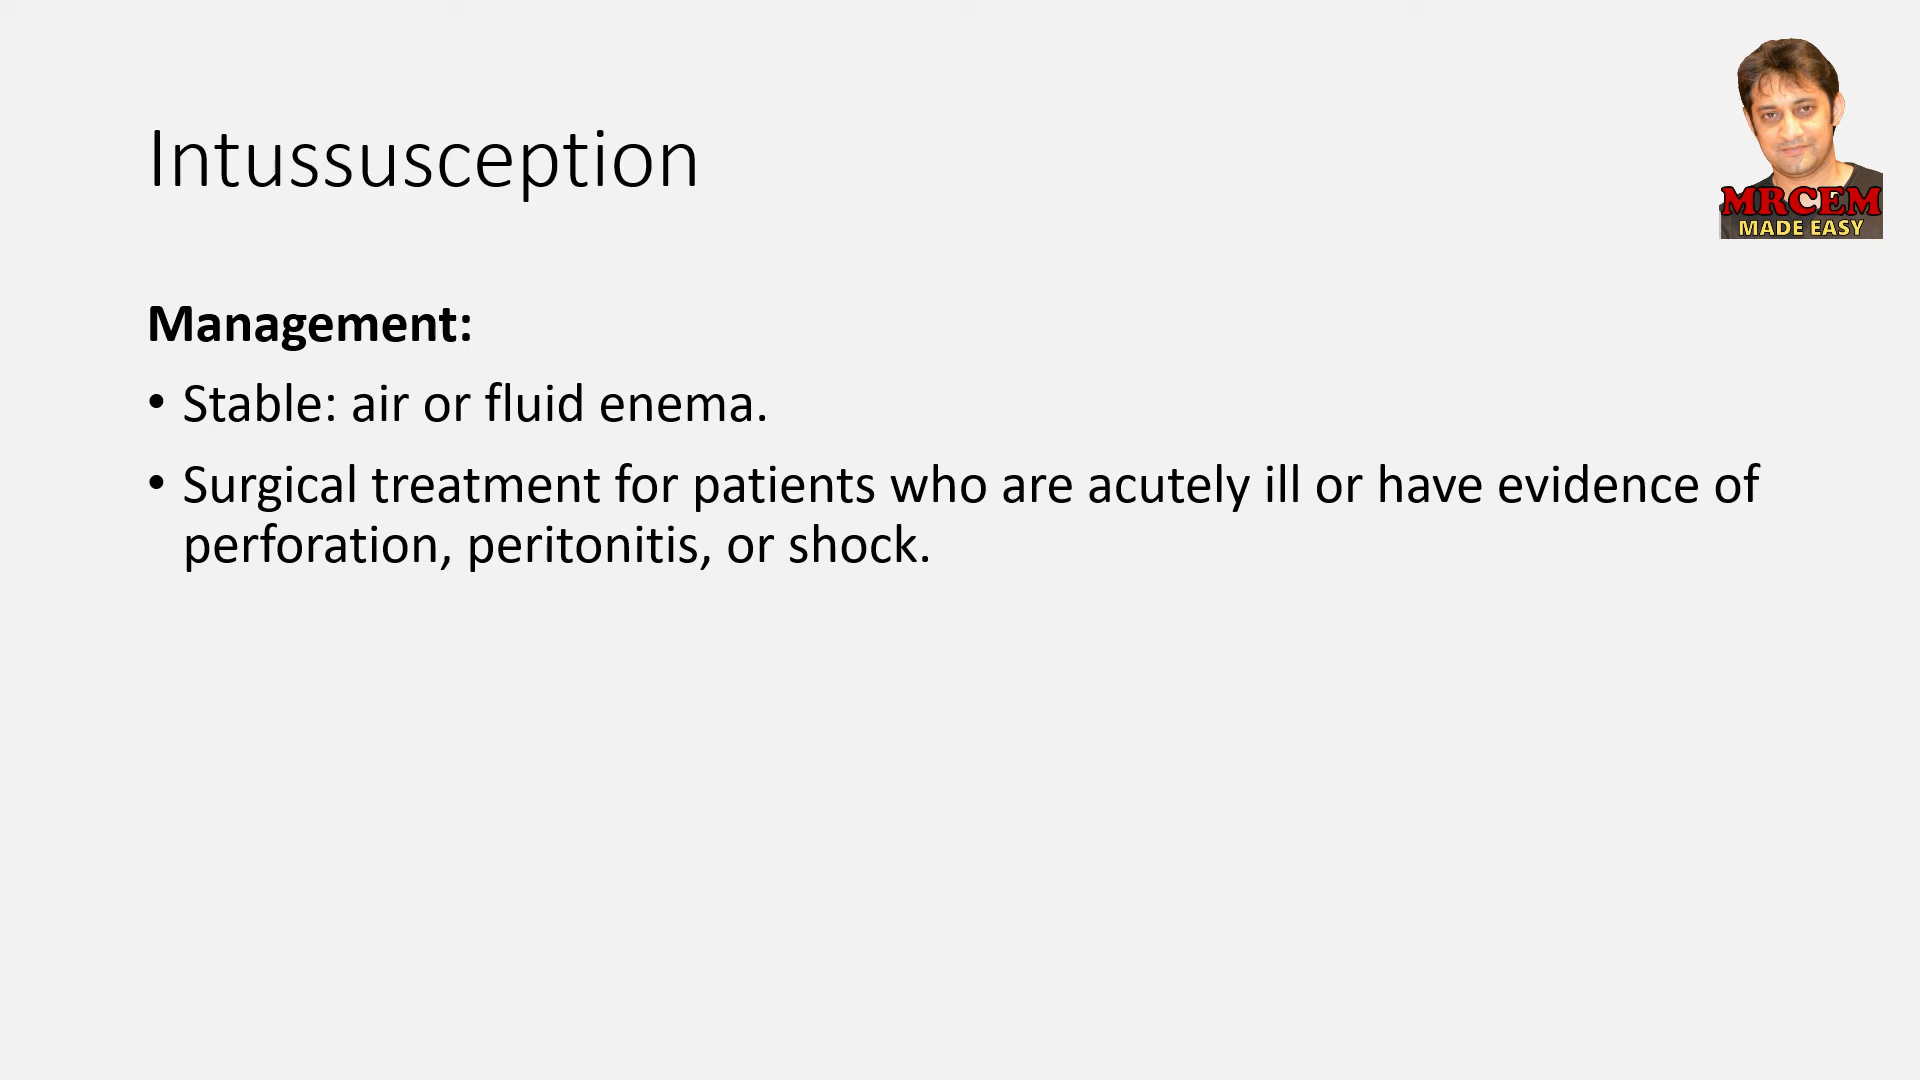 Intussusception
MRCEM
MADE EASY
Management:
• Stable: air or fluid enema.
• Surgical treatment for patients who are acutely ill or have evidence of
perforation, peritonitis, or shock.